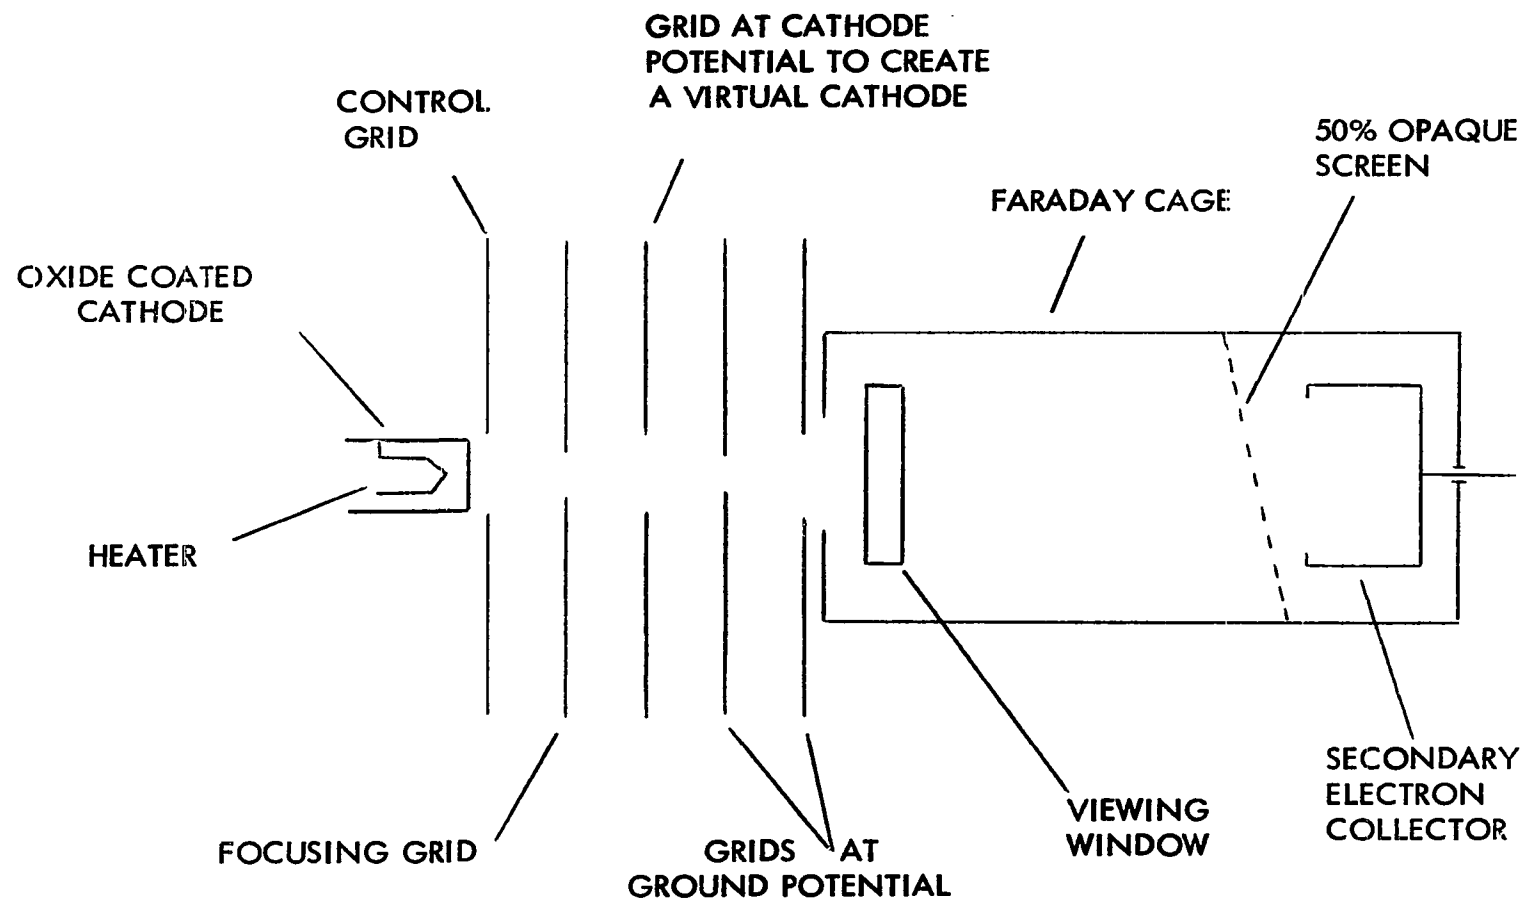 GRID AT CATHODE
POTENTIAL TO CREATE
A VIRTUAL CATHODE
CONTROL
GRID
50% OPAQUE
SCREEN
FARADAY CAGE
OXIDE COATED
CATHODE
HEATER
SECONDARY
ELECTRON
COLLECTOR
VIEWING
WINDOW
FOCUSING GRID
GRIDS AT
GROUND POTENTIAL